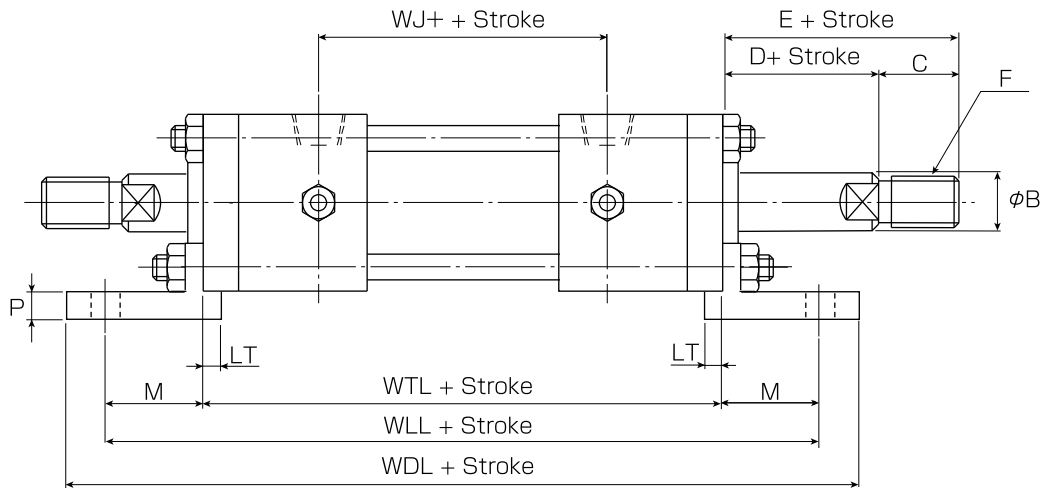 WJ+ + Stroke
E + Stroke
D+ Stroke
C
F
φB
P
LT
LT
M
WTL + Stroke
M
WLL + Stroke
WDL + Stroke